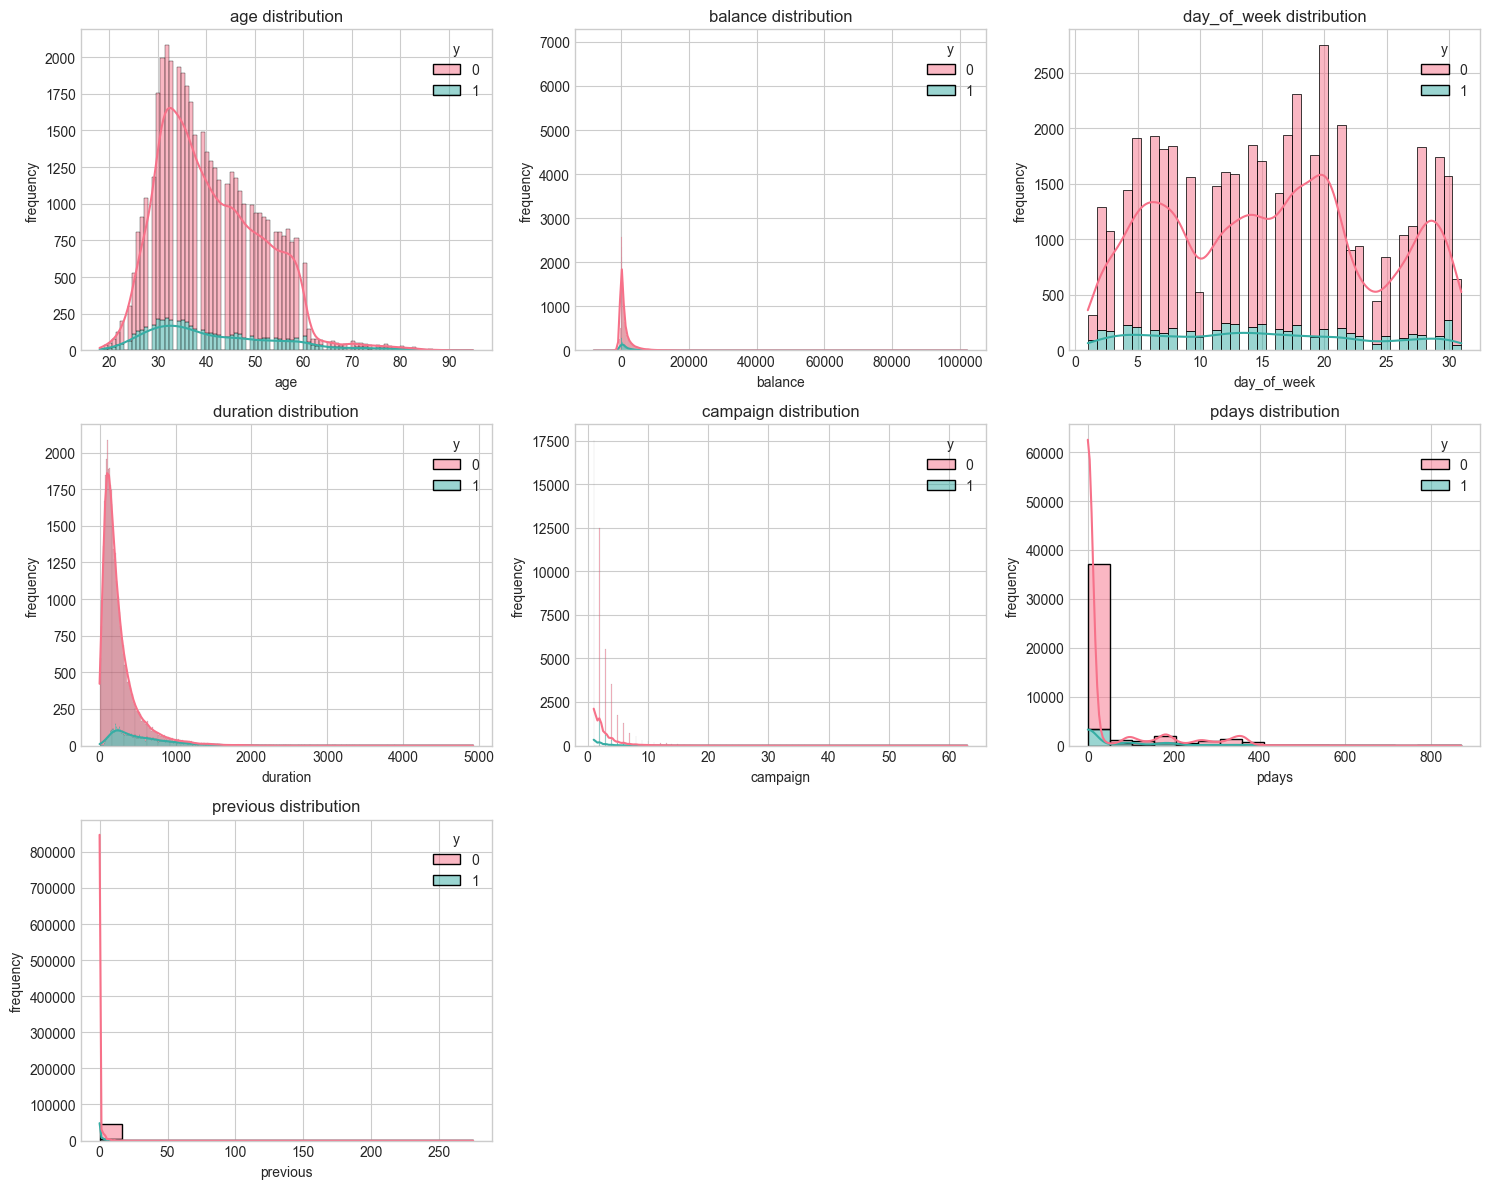 age distribution
y
0
1
2000
1750
1500
1250
1000
750
500
250
0
frequency
20 30 40 50 60 70 80 90
age
balance distribution
y
0
1
7000
6000
5000
4000
3000
2000
1000
0
frequency
0 20000 40000 60000 80000 100000
balance
day_of_week distribution
y
0
1
2500
2000
1500
1000
500
0
frequency
0 5 10 15 20 25 30
day_of_week
duration distribution
y
0
1
2000
1750
1500
1250
1000
750
500
250
0
frequency
0 1000 2000 3000 4000 5000
duration
campaign distribution
y
0
1
17500
15000
12500
10000
7500
5000
2500
0
frequency
0 10 20 30 40 50 60
campaign
pdays distribution
y
0
1
60000
50000
40000
30000
20000
10000
0
frequency
0 200 400 600 800
pdays
previous distribution
y
0
1
800000
700000
600000
500000
400000
300000
200000
100000
0
frequency
0 50 100 150 200 250
previous